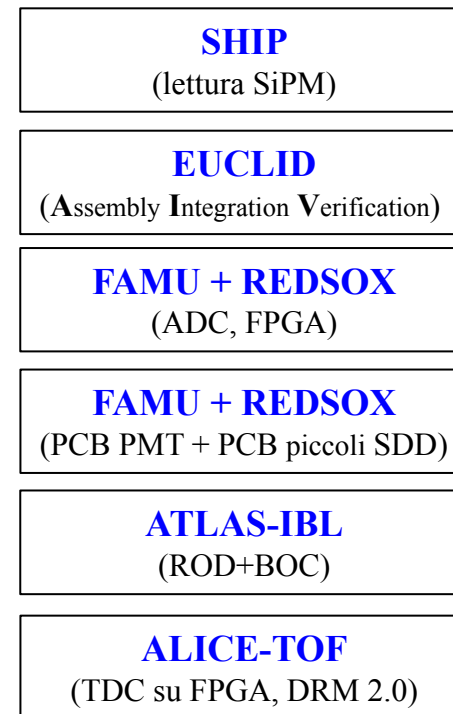 SHIP
(lettura SiPM)
EUCLID
(Assembly Integration Verification)
FAMU + REDSOX
(ADC, FPGA)
FAMU + REDSOX
(PCB PMT + PCB piccoli SDD)
ATLAS-IBL
(ROD+BOC)
ALICE-TOF
(TDC su FPGA, DRM 2.0)